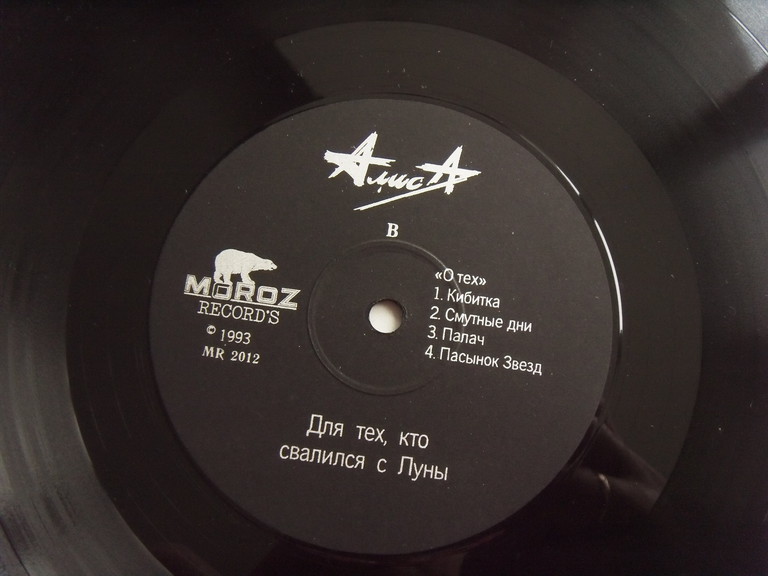 АлисА
B
«О тех»
1. Кибитка
2. Смутные дни
3. Палач
4. Пасынок Звезд
MOROZ
RECORD'S
© 1993
MR 2012
Для тех, кто
свалился с Луны